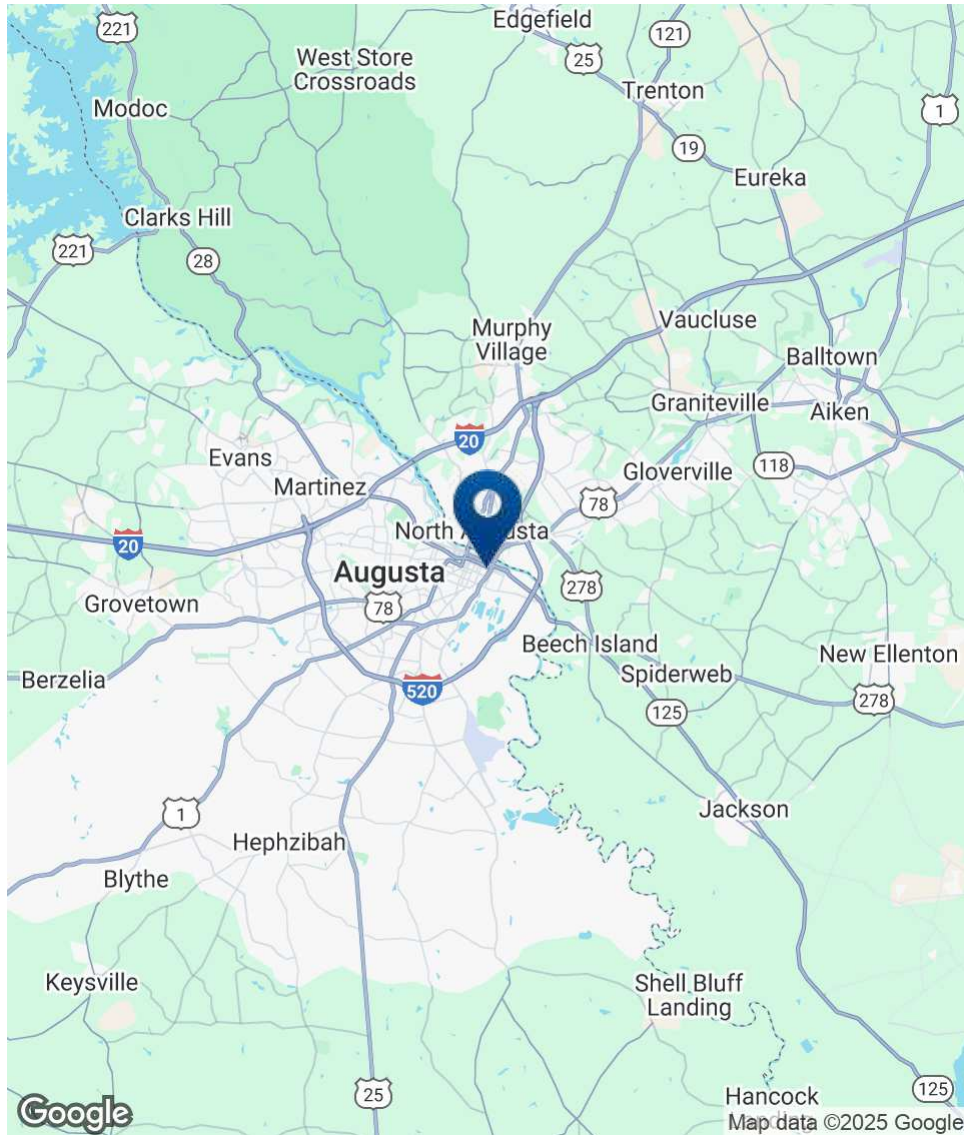 Edgefield
221
121
West Store
Crossroads
25
Trenton
Modoc
1
19
Eureka
Clarks Hill
221
28
Murphy
Village
Vaucluse
Balltown
Graniteville
Aiken
20
Evans
Gloverville
118
Martinez
78
North Augusta
20
Augusta
278
Grovetown
78
Beech Island
New Ellenton
Berzelia
520
Spiderweb
278
125
Jackson
1
Hephzibah
Blythe
Keysville
Shell Bluff
Landing
25
125
Hancock
Landing
Google
Map data ©2025 Google